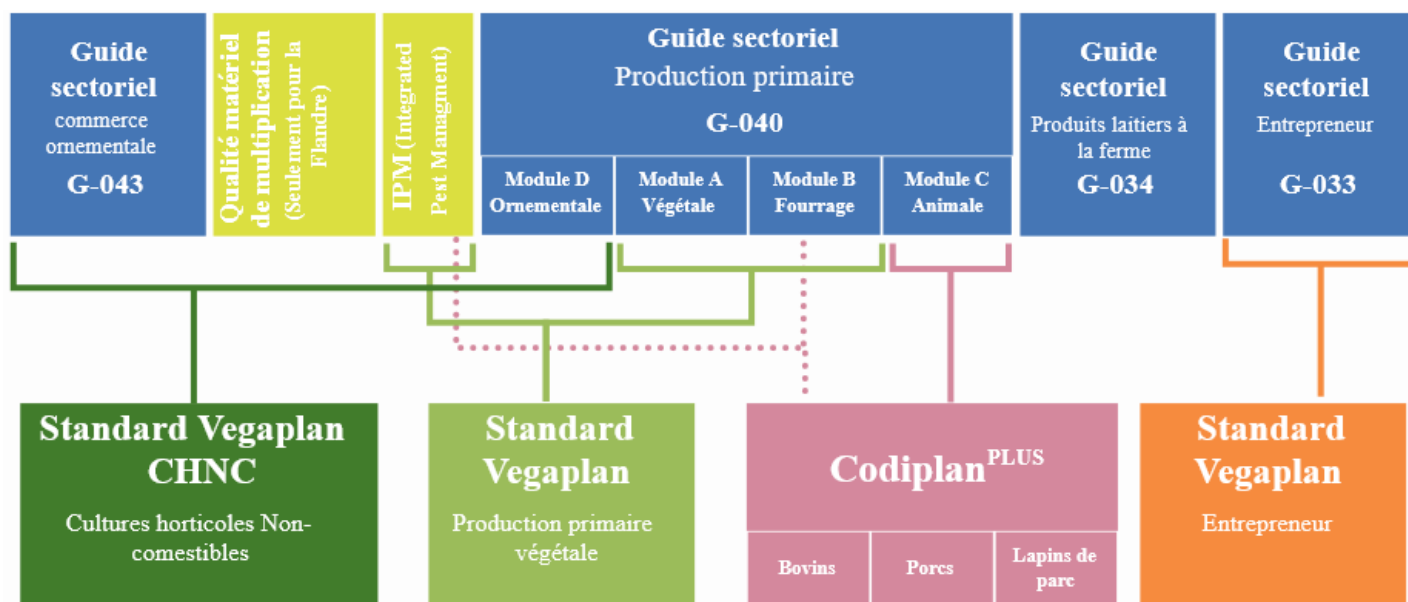 Guide
sectoriel
commerce
ornementale
G-043
Qualité matériel
de multiplication
(Seulement pour la
Flandre)
IPM (Integrated
Pest Managment)
Guide sectoriel
Production primaire
G-040
Module D
Ornementale
Module A
Végétale
Module B
Fourrage
Module C
Animale
Guide
sectoriel
Produits laitiers à
la ferme
G-034
Guide
sectoriel
Entrepreneur
G-033
Standard Vegaplan
CHNC
Cultures horticoles Non-
comestibles
Standard
Vegaplan
Production primaire
végétale
Codiplan PLUS
Bovins
Porcs
Lapins de
parc
Standard
Vegaplan
Entrepreneur